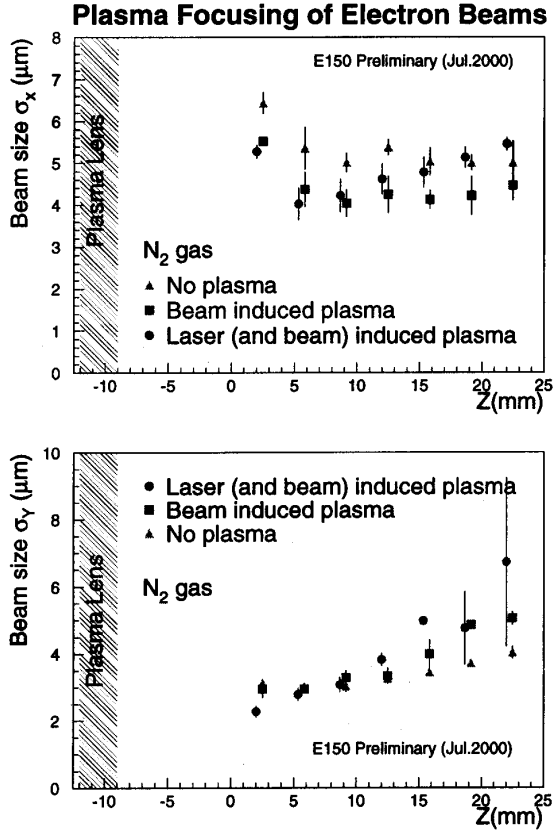 Plasma Focusing of Electron Beams
Beam size σx (μm)
8
7
6
5
4
3
2
1
0
Plasma Lens
E150 Preliminary (Jul.2000)
N2 gas
No plasma
Beam induced plasma
Laser (and beam) induced plasma
-10 -5 0 5 10 15 20 25
Z(mm)
Beam size σY (μm)
10
8
6
4
2
0
Plasma Lens
Laser (and beam) induced plasma
Beam induced plasma
No plasma
N2 gas
E150 Preliminary (Jul.2000)
-10 -5 0 5 10 15 20 25
Z(mm)